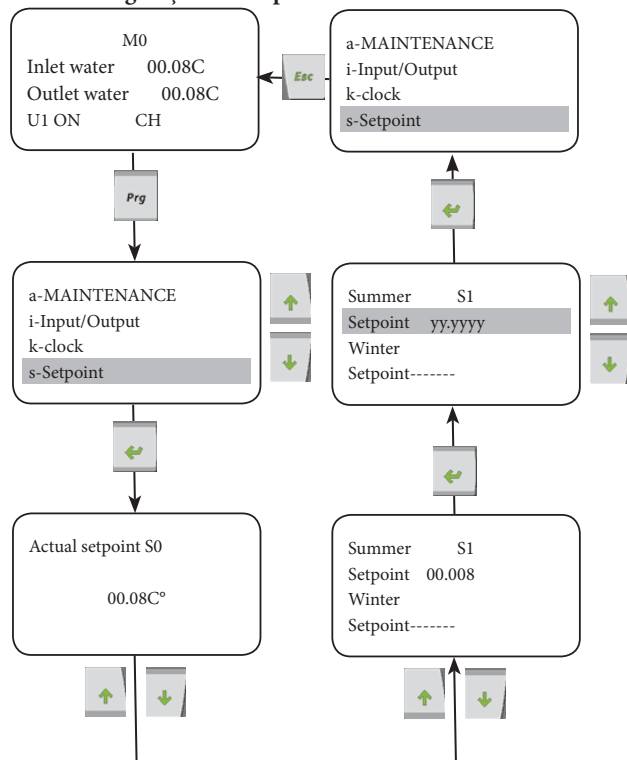 M0
Inlet water 00.08C
Outlet water 00.08C
U1 ON CH
Esc
a-MAINTENANCE
i-Input/Output
k-clock
s-Setpoint
Prg
a-MAINTENANCE
i-Input/Output
k-clock
s-Setpoint
Summer S1
Setpoint yy.yyyy
Winter
Setpoint-------
Actual setpoint S0
00.08C°
Summer S1
Setpoint 00.008
Winter
Setpoint-------